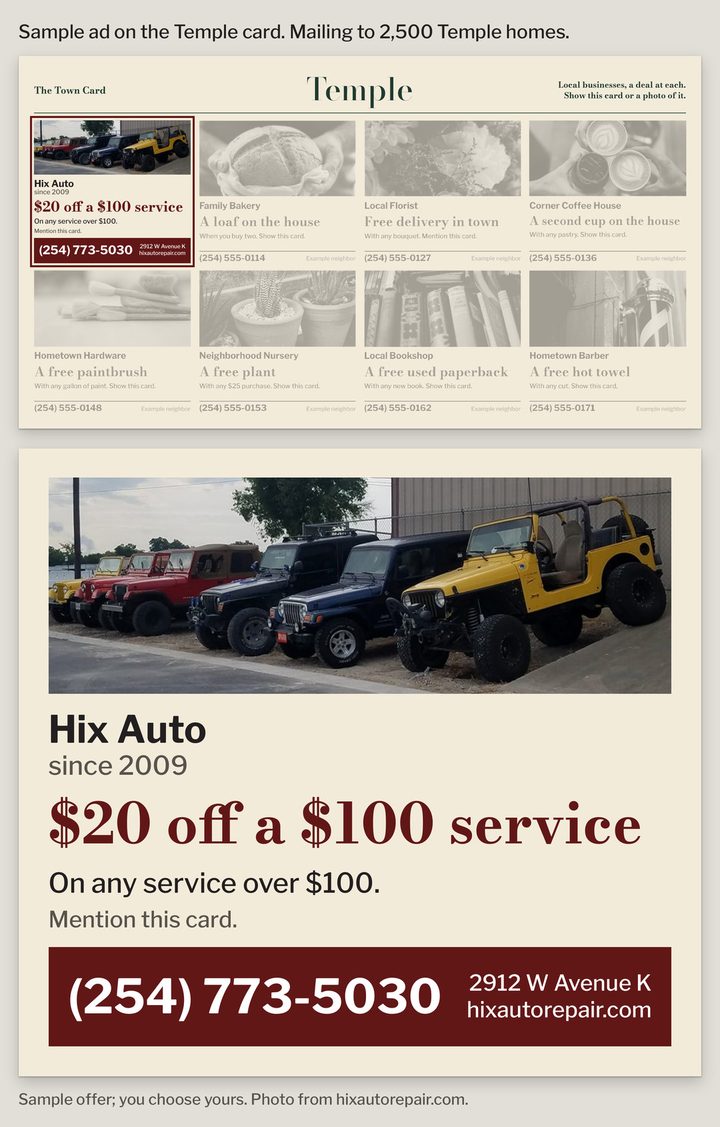 Sample ad on the Temple card. Mailing to 2,500 Temple homes.
The Town Card
Temple
Local businesses, a deal at each.
Show this card or a photo of it.
Hix Auto
since 2009
$20 off a $100 service
On any service over $100.
Mention this card.
(254) 773-5030
2912 W Avenue K
hixautorepair.com
Family Bakery
A loaf on the house
When you buy two. Show this card.
(254) 555-0114
Example neighbor
Local Florist
Free delivery in town
With any bouquet. Mention this card.
(254) 555-0127
Example neighbor
Corner Coffee House
A second cup on the house
With any pastry. Show this card.
(254) 555-0136
Example neighbor
Hometown Hardware
A free paintbrush
With any gallon of paint. Show this card.
(254) 555-0148
Example neighbor
Neighborhood Nursery
A free plant
With any $25 purchase. Show this card.
(254) 555-0153
Example neighbor
Local Bookshop
A free used paperback
With any new book. Show this card.
(254) 555-0162
Example neighbor
Hometown Barber
A free hot towel
With any cut. Show this card.
(254) 555-0171
Example neighbor
Hix Auto
since 2009
$20 off a $100 service
On any service over $100.
Mention this card.
(254) 773-5030
2912 W Avenue K
hixautorepair.com
Sample offer; you choose yours. Photo from hixautorepair.com.